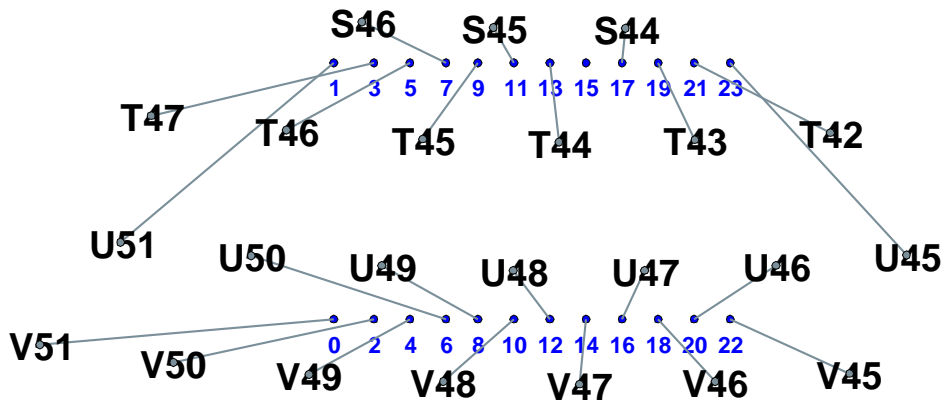 S46 S45 S44
1 3 5 7 9 11 13 15 17 19 21 23
T47 T46 T45 T44 T43 T42
U51 U50 U49 U48 U47 U46 U45
0 2 4 6 8 10 12 14 16 18 20 22
V51 V50 V49 V48 V47 V46 V45